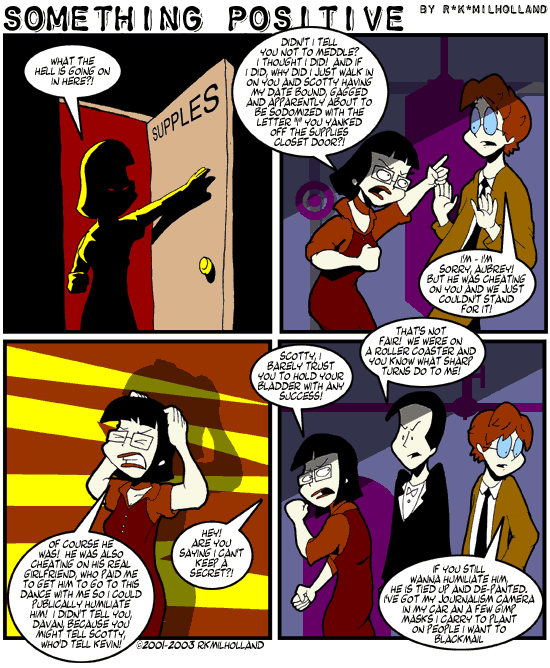 SOMETHING POSITIVE BY R*K*MILHOLLAND
WHAT THE
HELL IS GOING ON
IN HERE?!
SUPPLES
DIDN'T I TELL
YOU NOT TO MEDDLE?
I THOUGHT I DID! AND IF
I DID, WHY DID I JUST WALK IN
ON YOU AND SCOTTY HAVING
MY DATE BOUND, GAGGED
AND APPARENTLY ABOUT TO
BE SODOMIZED WITH THE
LETTER "I" YOU YANKED
OFF THE SUPPLIES
CLOSET DOOR?!
I'M - I'M
SORRY, AUBREY!
BUT HE WAS CHEATING
ON YOU AND WE JUST
COULDN'T STAND
FOR IT!
OF COURSE HE
WAS! HE WAS ALSO
CHEATING ON HIS REAL
GIRLFRIEND, WHO PAID ME
TO GET HIM TO GO TO THIS
DANCE WITH ME SO I COULD
PUBLICALLY HUMILIATE
HIM! I DIDN'T TELL YOU,
DAVAN, BECAUSE YOU
MIGHT TELL SCOTTY,
WHO'D TELL KEVIN!
HEY!
ARE YOU
SAYING I CAN'T
KEEP A
SECRET?!
©2001-2003 RKMILHOLLAND
SCOTTY, I
BARELY TRUST
YOU TO HOLD YOUR
BLADDER WITH ANY
SUCCESS!
THAT'S NOT
FAIR! WE WERE ON
A ROLLER COASTER AND
YOU KNOW WHAT SHARP
TURNS DO TO ME!
IF YOU STILL
WANNA HUMILIATE HIM,
HE IS TIED UP AND DE-PANTED.
I'VE GOT MY JOURNALISM CAMERA
IN MY CAR AN A FEW GIMP
MASKS I CARRY TO PLANT
ON PEOPLE I WANT TO
BLACKMAIL